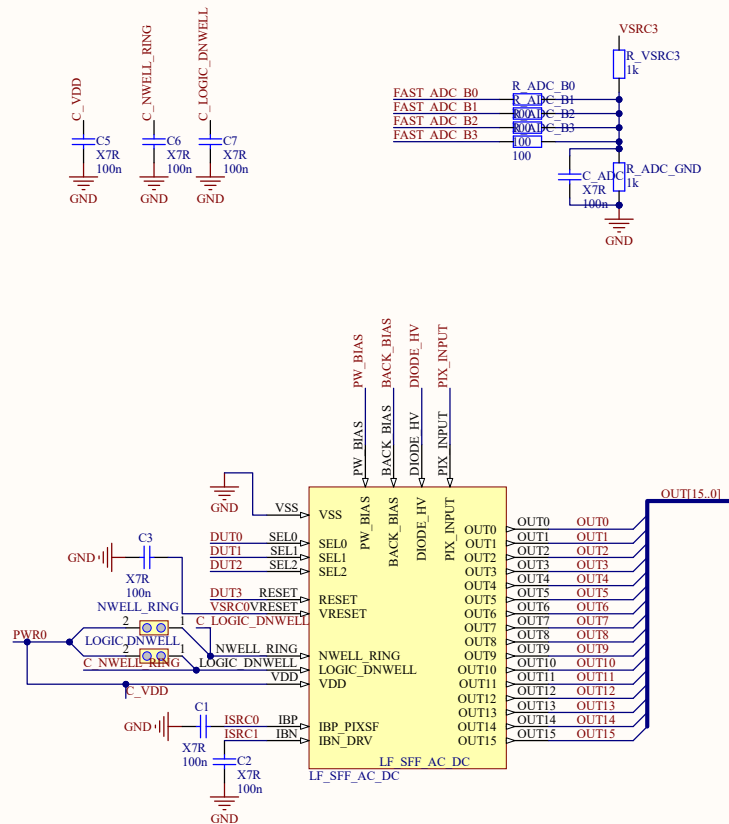 VSRC3
R_VSRC3
1k
C_VDD
C_NWELL_RING
C_LOGIC_DNWELL
C5
X7R
100n
GND
C6
X7R
100n
GND
C7
X7R
100n
GND
FAST_ADC_B0
FAST_ADC_B1
FAST_ADC_B2
FAST_ADC_B3
R_ADC_B0
R_ADC_B1
R_ADC_B2
R_ADC_B3
100
100
C_ADC
X7R
100n
R_ADC_GND
1k
GND
PW_BIAS
BACK_BIAS
DIODE_HV
PIX_INPUT
PW_BIAS
BACK_BIAS
DIODE_HV
PIX_INPUT
PW_BIAS
BACK_BIAS
DIODE_HV
PIX_INPUT
GND
VSS
VSS
DUT0 SEL0 SEL0
DUT1 SEL1 SEL1
DUT2 SEL2 SEL2
C3
GND
X7R
100n
DUT3 RESET RESET
VSRC0 VRESET VRESET
C_LOGIC_DNWELL
NWELL_RING
2 1
PWR0
LOGIC_DNWELL
2 1
NWELL_RING NWELL_RING
C_NWELL_RING LOGIC_DNWELL LOGIC_DNWELL
VDD VDD
C_VDD
C1
GND
X7R
100n
ISRC0 IBP IBP_PIXSF
ISRC1 IBN IBN_DRV
C2
X7R
100n
GND
LF_SFF_AC_DC
LF_SFF_AC_DC
OUT[15..0]
OUT0 OUT0 OUT0
OUT1 OUT1 OUT1
OUT2 OUT2 OUT2
OUT3 OUT3 OUT3
OUT4 OUT4 OUT4
OUT5 OUT5 OUT5
OUT6 OUT6 OUT6
OUT7 OUT7 OUT7
OUT8 OUT8 OUT8
OUT9 OUT9 OUT9
OUT10 OUT10 OUT10
OUT11 OUT11 OUT11
OUT12 OUT12 OUT12
OUT13 OUT13 OUT13
OUT14 OUT14 OUT14
OUT15 OUT15 OUT15